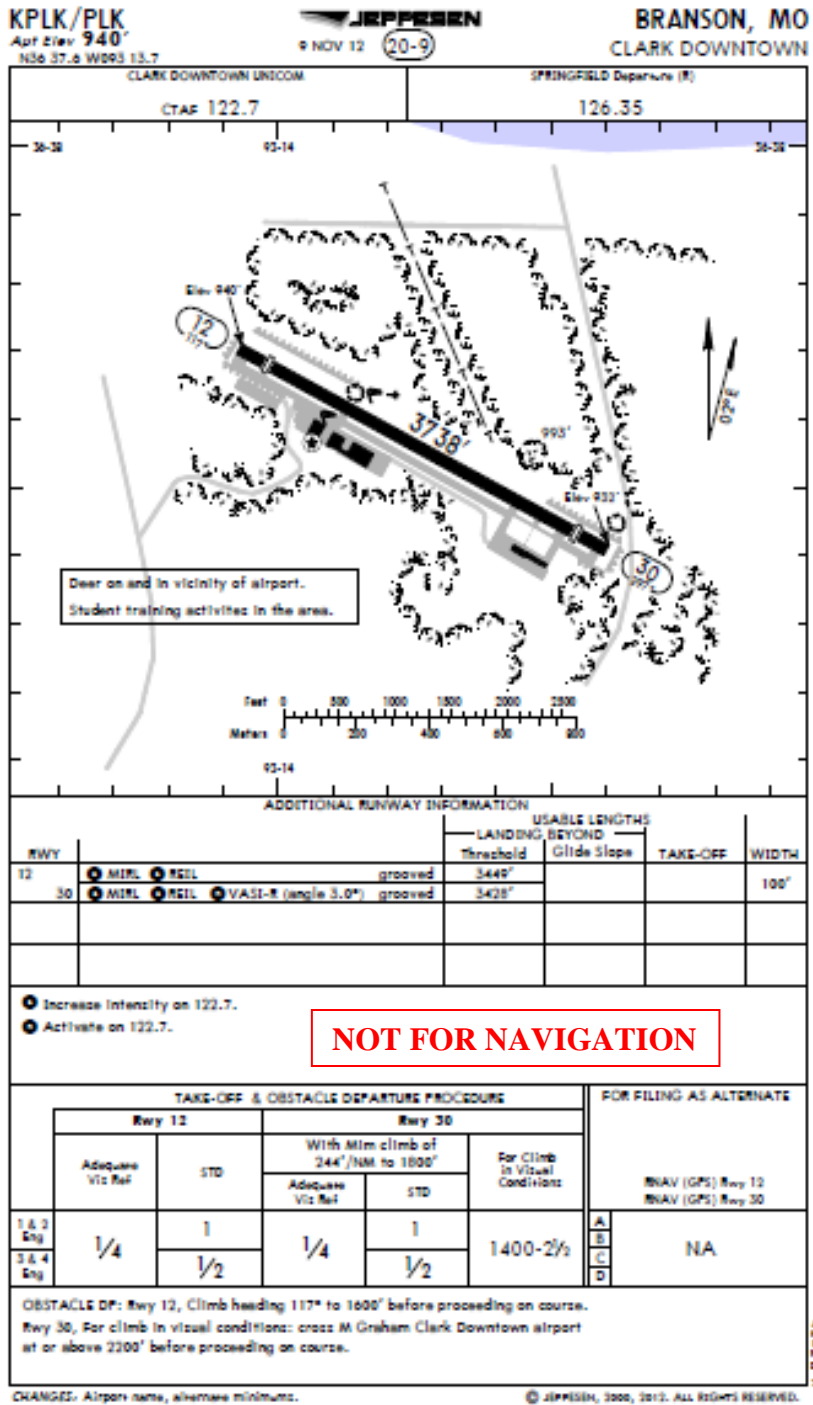 KPLK/PLK
Apt Elev 940'
N36 37.6 W093 13.7
JEPPESEN
9 NOV 12
20-9
BRANSON, MO
CLARK DOWNTOWN
CLARK DOWNTOWN UNICOM
CTAF 122.7
SPRINGFIELD Departure (R)
126.35
36-38
93-14
36-38
Elev 940'
12
117°
3738'
993'
02°E
Elev 932'
30
Deer on and in vicinity of airport.
Student training activites in the area.
Feet 0 500 1000 1500 2000 2500
Meters 0 200 400 600 800
93-14
ADDITIONAL RUNWAY INFORMATION
USABLE LENGTHS
LANDING BEYOND
RWY Threshold Glide Slope TAKE-OFF WIDTH
12 MIRL REIL grooved 3449'
30 MIRL REIL VASI-R (angle 3.0°) grooved 3428'
100'
Increase intensity on 122.7.
Activate on 122.7.
NOT FOR NAVIGATION
TAKE-OFF & OBSTACLE DEPARTURE PROCEDURE
FOR FILING AS ALTERNATE
Rwy 12
Rwy 30
With Mim climb of
244'/NM to 1800'
For Climb
in Visual
Conditions
Adequate
Vis Ref
STD
Adequate
Vis Ref
STD
RNAV (GPS) Rwy 12
RNAV (GPS) Rwy 30
1 & 2
Eng
1/4
1
1/4
1
1400-2½
A
B
C
D
NA
3 & 4
Eng
1/2
1/2
OBSTACLE DP: Rwy 12, Climb heading 117° to 1600' before proceeding on course.
Rwy 30, For climb in visual conditions: cross M Graham Clark Downtown airport
at or above 2200' before proceeding on course.
CHANGES: Airport name, alternate minimums.
© JEPPESEN, 2000, 2012. ALL RIGHTS RESERVED.